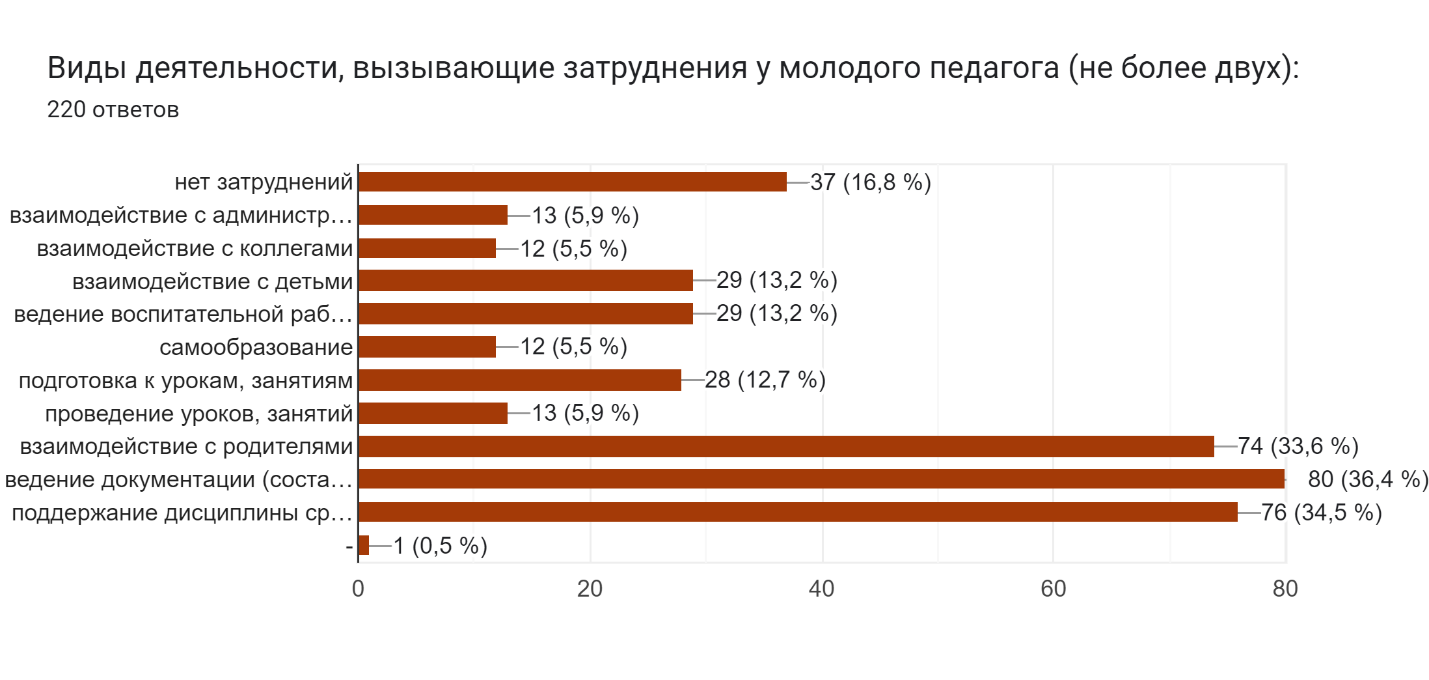 Виды деятельности, вызывающие затруднения у молодого педагога (не более двух):
220 ответов
нет затруднений 37 (16,8 %)
взаимодействие с администр… 13 (5,9 %)
взаимодействие с коллегами 12 (5,5 %)
взаимодействие с детьми 29 (13,2 %)
ведение воспитательной раб… 29 (13,2 %)
самообразование 12 (5,5 %)
подготовка к урокам, занятиям 28 (12,7 %)
проведение уроков, занятий 13 (5,9 %)
взаимодействие с родителями 74 (33,6 %)
ведение документации (соста… 80 (36,4 %)
поддержание дисциплины ср… 76 (34,5 %)
- 1 (0,5 %)
0 20 40 60 80